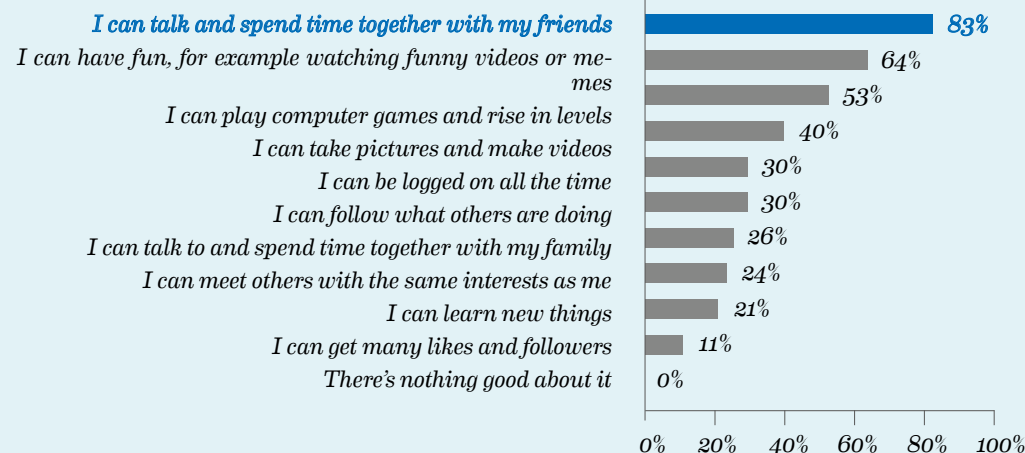 I can talk and spend time together with my friends 83%
I can have fun, for example watching funny videos or me-
mes 64%
I can play computer games and rise in levels 53%
I can take pictures and make videos 40%
I can be logged on all the time 30%
I can follow what others are doing 30%
I can talk to and spend time together with my family 26%
I can meet others with the same interests as me 24%
I can learn new things 21%
I can get many likes and followers 11%
There's nothing good about it 0%
0% 20% 40% 60% 80% 100%